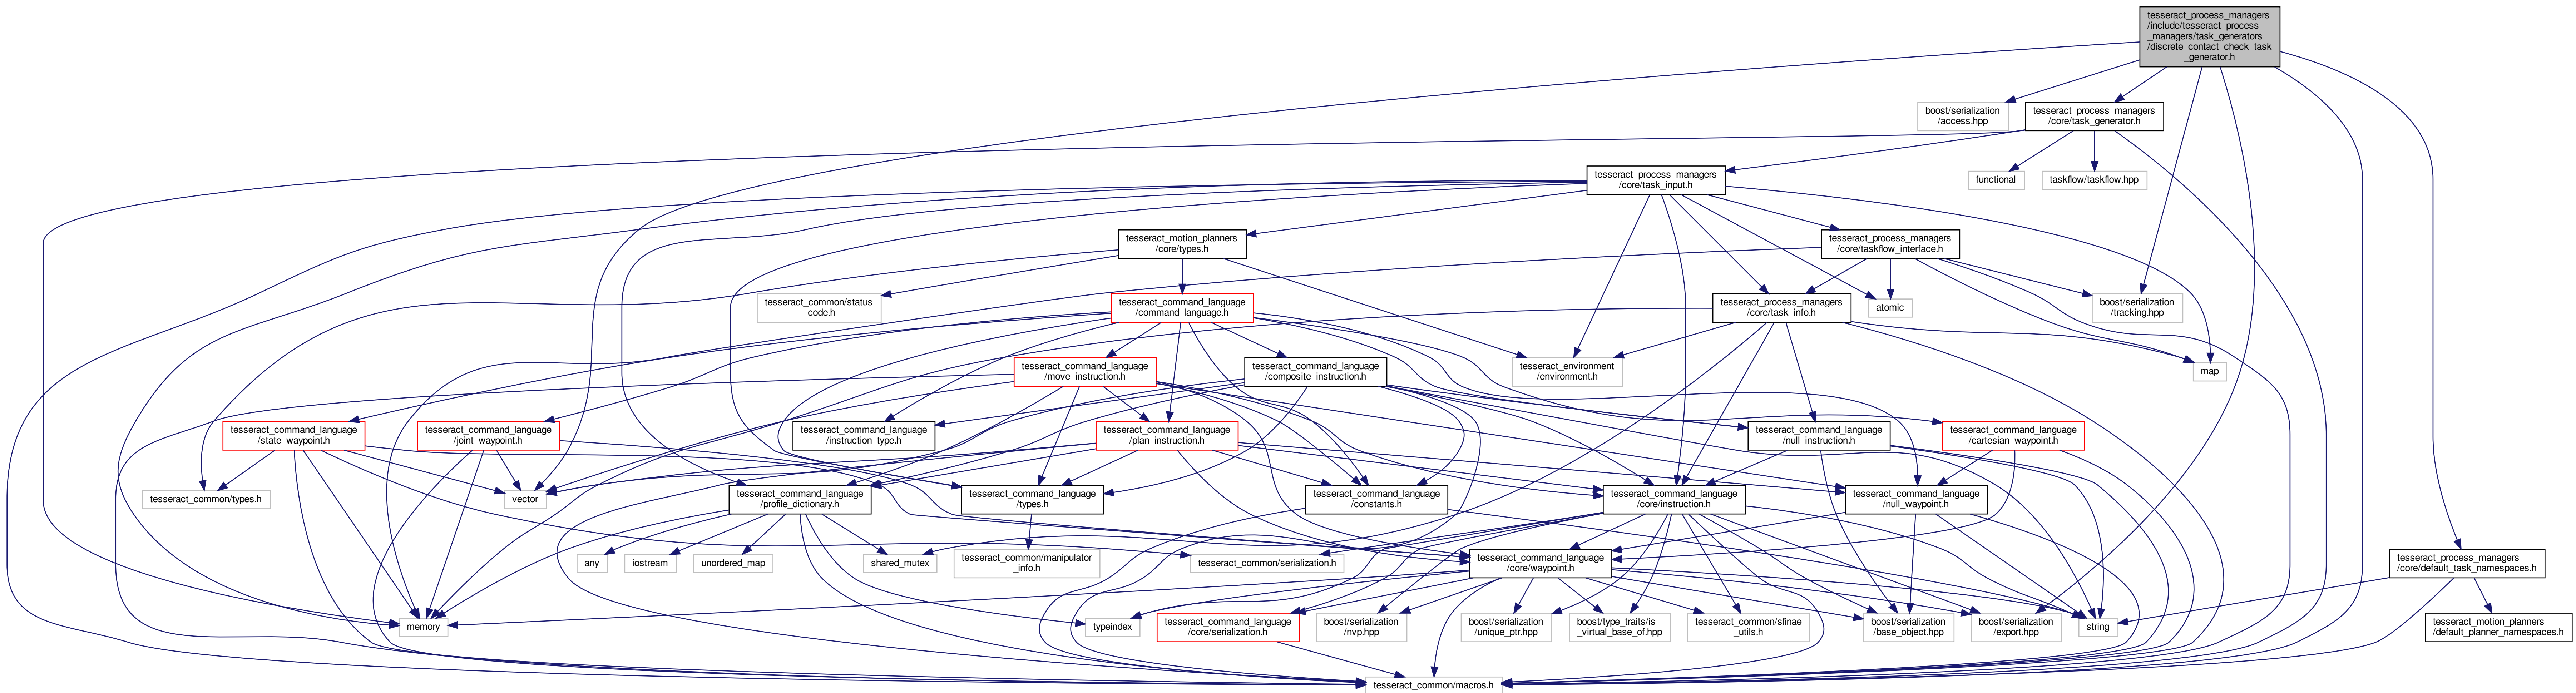 tesseract_process_managers
/include/tesseract_process
_managers/task_generators
/discrete_contact_check_task
_generator.h
boost/serialization
/access.hpp
tesseract_process_managers
/core/task_generator.h
functional
taskflow/taskflow.hpp
tesseract_process_managers
/core/task_input.h
tesseract_motion_planners
/core/types.h
tesseract_process_managers
/core/taskflow_interface.h
tesseract_common/status
_code.h
tesseract_command_language
/command_language.h
tesseract_process_managers
/core/task_info.h
atomic
boost/serialization
/tracking.hpp
tesseract_command_language
/move_instruction.h
tesseract_command_language
/composite_instruction.h
tesseract_environment
/environment.h
map
tesseract_command_language
/state_waypoint.h
tesseract_command_language
/joint_waypoint.h
tesseract_command_language
/instruction_type.h
tesseract_command_language
/plan_instruction.h
tesseract_command_language
/null_instruction.h
tesseract_command_language
/cartesian_waypoint.h
tesseract_common/types.h
vector
tesseract_command_language
/profile_dictionary.h
tesseract_command_language
/types.h
tesseract_command_language
/constants.h
tesseract_command_language
/core/instruction.h
tesseract_command_language
/null_waypoint.h
any
iostream
unordered_map
shared_mutex
tesseract_common/manipulator
_info.h
tesseract_common/serialization.h
tesseract_command_language
/core/waypoint.h
tesseract_process_managers
/core/default_task_namespaces.h
memory
typeindex
tesseract_command_language
/core/serialization.h
boost/serialization
/nvp.hpp
boost/serialization
/unique_ptr.hpp
boost/type_traits/is
_virtual_base_of.hpp
tesseract_common/sfinae
_utils.h
boost/serialization
/base_object.hpp
boost/serialization
/export.hpp
string
tesseract_motion_planners
/default_planner_namespaces.h
tesseract_common/macros.h